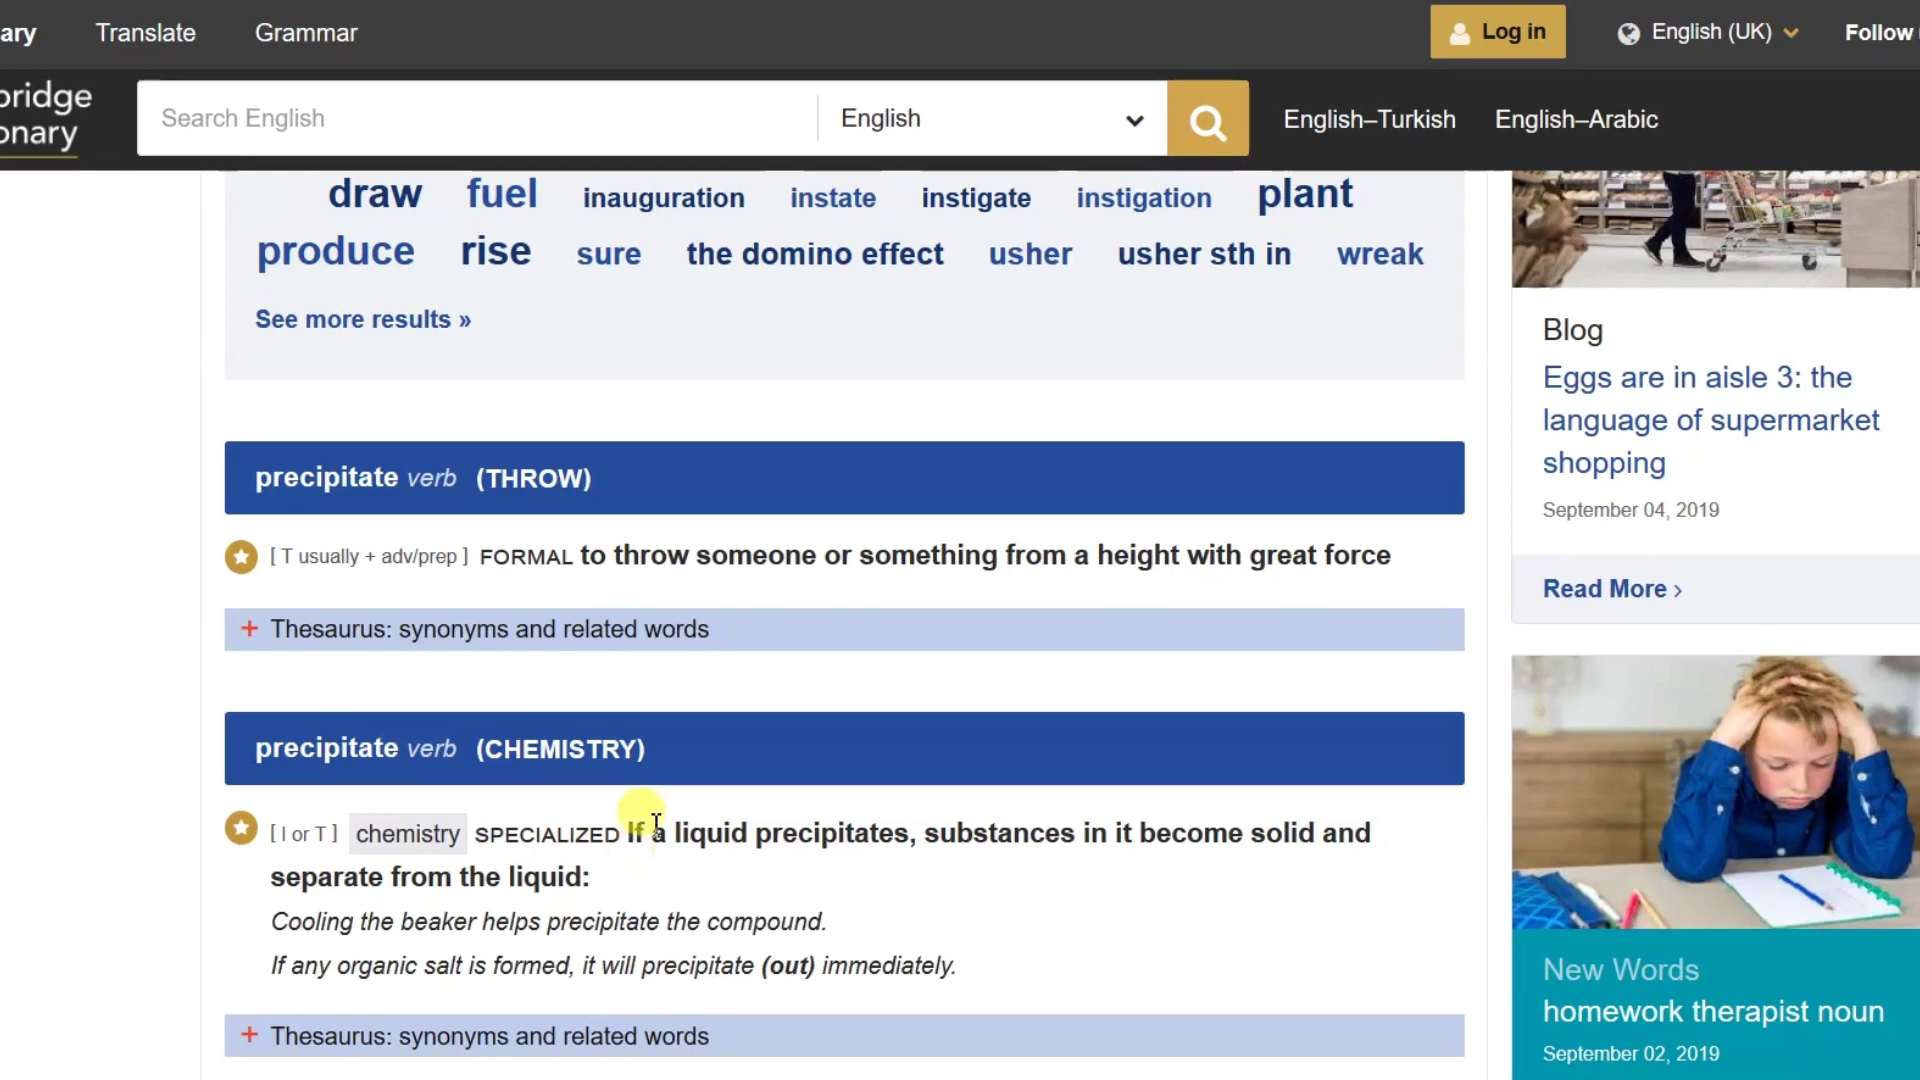 ary Translate Grammar Log in English (UK) Follow
bridge
onary
Search English English English–Turkish English–Arabic
draw fuel inauguration instate instigate instigation plant
produce rise sure the domino effect usher usher sth in wreak
See more results »
precipitate verb (THROW)
[ T usually + adv/prep ] FORMAL to throw someone or something from a height with great force
+ Thesaurus: synonyms and related words
precipitate verb (CHEMISTRY)
[ I or T ] chemistry SPECIALIZED If a liquid precipitates, substances in it become solid and
separate from the liquid:
Cooling the beaker helps precipitate the compound.
If any organic salt is formed, it will precipitate (out) immediately.
+ Thesaurus: synonyms and related words
Blog
Eggs are in aisle 3: the
language of supermarket
shopping
September 04, 2019
Read More ›
New Words
homework therapist noun
September 02, 2019